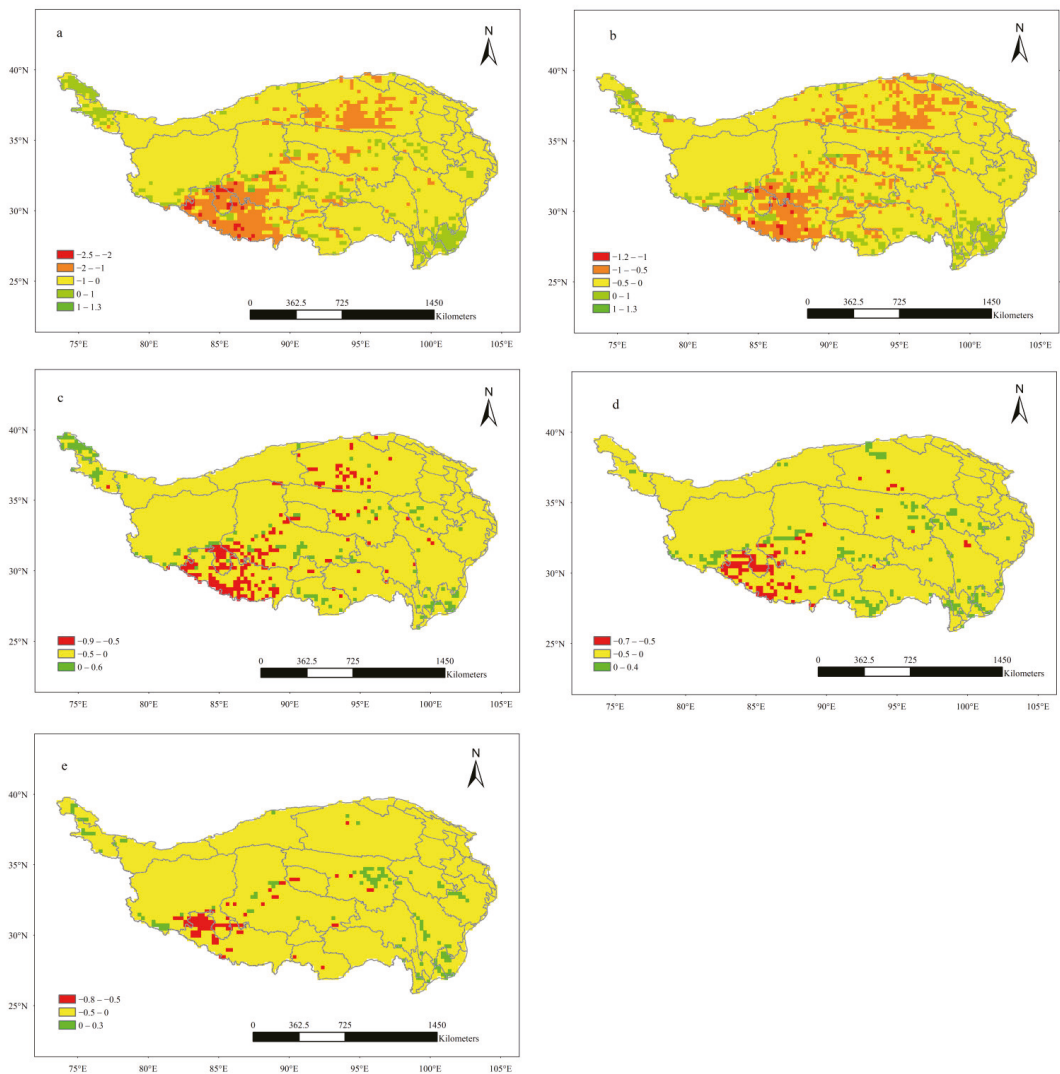 a
N
40°N
35°N
30°N
25°N
−2.5 – −2
−2 – −1
−1 – 0
0 – 1
1 – 1.3
0 362.5 725 1450
Kilometers
75°E 80°E 85°E 90°E 95°E 100°E 105°E
b
N
40°N
35°N
30°N
25°N
−1.2 – −1
−1 – −0.5
−0.5 – 0
0 – 1
1 – 1.3
0 362.5 725 1450
Kilometers
75°E 80°E 85°E 90°E 95°E 100°E 105°E
c
N
40°N
35°N
30°N
25°N
−0.9 – −0.5
−0.5 – 0
0 – 0.6
0 362.5 725 1450
Kilometers
75°E 80°E 85°E 90°E 95°E 100°E 105°E
d
N
40°N
35°N
30°N
25°N
−0.7 – −0.5
−0.5 – 0
0 – 0.4
0 362.5 725 1450
Kilometers
75°E 80°E 85°E 90°E 95°E 100°E 105°E
e
N
40°N
35°N
30°N
25°N
−0.8 – −0.5
−0.5 – 0
0 – 0.3
0 362.5 725 1450
Kilometers
75°E 80°E 85°E 90°E 95°E 100°E 105°E